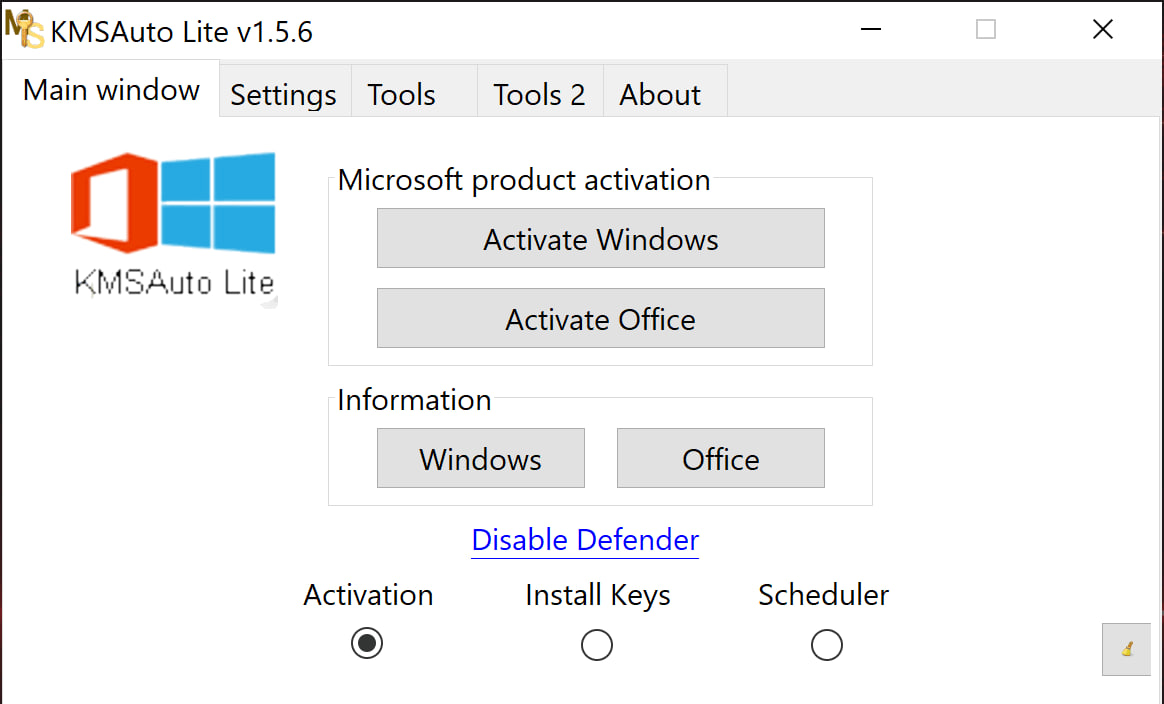 KMSAuto Lite v1.5.6
Main window Settings Tools Tools 2 About
KMSAuto Lite
Microsoft product activation
Activate Windows
Activate Office
Information
Windows Office
Disable Defender
Activation Install Keys Scheduler